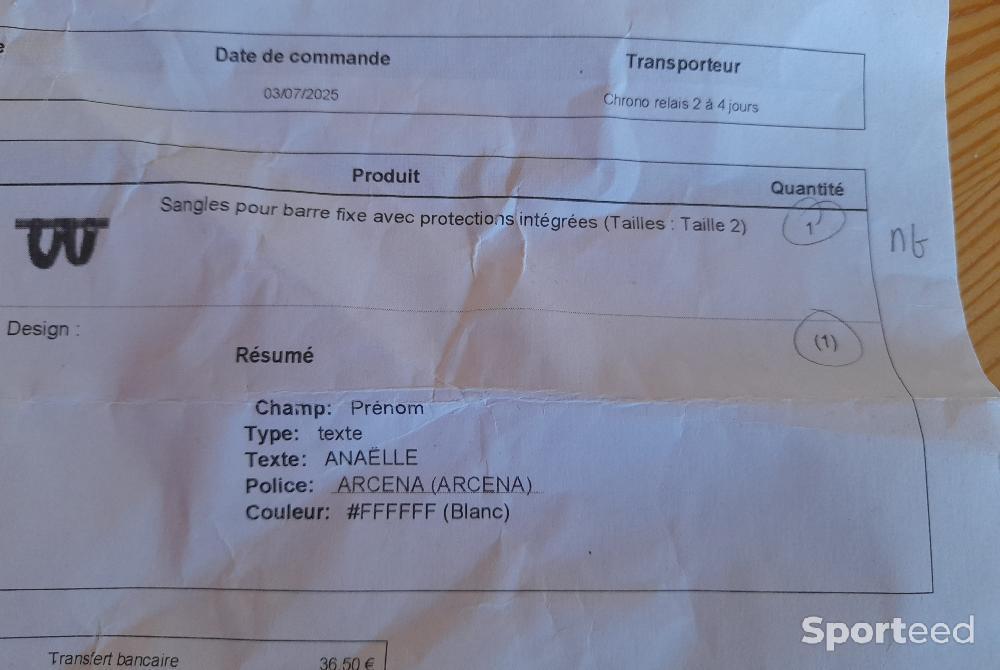 e
Date de commande
Transporteur
03/07/2025
Chrono relais 2 à 4 jours
Produit
Quantité
Sangles pour barre fixe avec protections intégrées (Tailles : Taille 2)
1
Design :
(1)
Résumé
Champ: Prénom
Type: texte
Texte: ANAËLLE
Police: ARCENA (ARCENA)
Couleur: #FFFFFF (Blanc)
Transfert bancaire
36,50 €
Sporteed